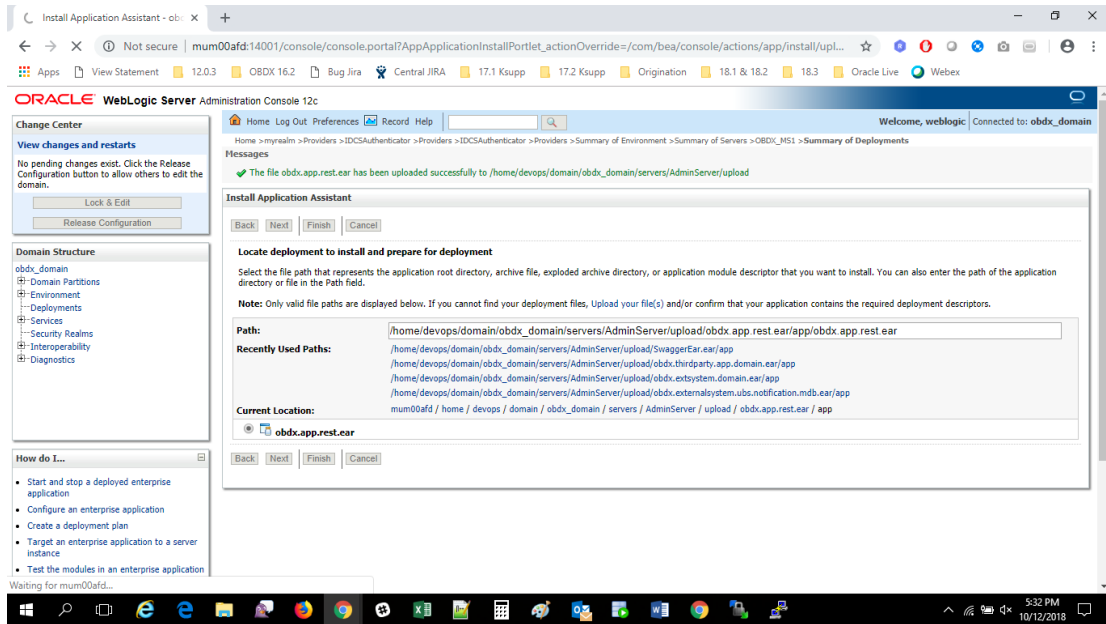 Install Application Assistant - obd
Not secure | mum00afd:14001/console/console.portal?AppApplicationInstallPortlet_actionOverride=/com/bea/console/actions/app/install/upl...
Apps View Statement 12.0.3 OBDX 16.2 Bug Jira Central JIRA 17.1 Ksupp 17.2 Ksupp Origination 18.1 & 18.2 18.3 Oracle Live Webex
ORACLE WebLogic Server Administration Console 12c
Change Center
View changes and restarts
No pending changes exist. Click the Release
Configuration button to allow others to edit the
domain.
Lock & Edit
Release Configuration
Domain Structure
obdx_domain
Domain Partitions
Environment
Deployments
Services
Security Realms
Interoperability
Diagnostics
How do I...
Start and stop a deployed enterprise
application
Configure an enterprise application
Create a deployment plan
Target an enterprise application to a server
instance
Test the modules in an enterprise application
Home Log Out Preferences Record Help
Welcome, weblogic Connected to: obdx_domain
Home >myrealm >Providers >IDCSAuthenticator >Providers >IDCSAuthenticator >Providers >Summary of Environment >Summary of Servers >OBDX_MS1 >Summary of Deployments
Messages
The file obdx.app.rest.ear has been uploaded successfully to /home/devops/domain/obdx_domain/servers/AdminServer/upload
Install Application Assistant
Back Next Finish Cancel
Locate deployment to install and prepare for deployment
Select the file path that represents the application root directory, archive file, exploded archive directory, or application module descriptor that you want to install. You can also enter the path of the application
directory or file in the Path field.
Note: Only valid file paths are displayed below. If you cannot find your deployment files, Upload your file(s) and/or confirm that your application contains the required deployment descriptors.
Path: /home/devops/domain/obdx_domain/servers/AdminServer/upload/obdx.app.rest.ear/app/obdx.app.rest.ear
Recently Used Paths: /home/devops/domain/obdx_domain/servers/AdminServer/upload/SwaggerEar.ear/app
/home/devops/domain/obdx_domain/servers/AdminServer/upload/obdx.thirdparty.app.domain.ear/app
/home/devops/domain/obdx_domain/servers/AdminServer/upload/obdx.extsystem.domain.ear/app
/home/devops/domain/obdx_domain/servers/AdminServer/upload/obdx.externalsystem.ubs.notification.mdb.ear/app
Current Location: mum00afd / home / devops / domain / obdx_domain / servers / AdminServer / upload / obdx.app.rest.ear / app
obdx.app.rest.ear
Back Next Finish Cancel
Waiting for mum00afd...
5:32 PM
10/12/2018